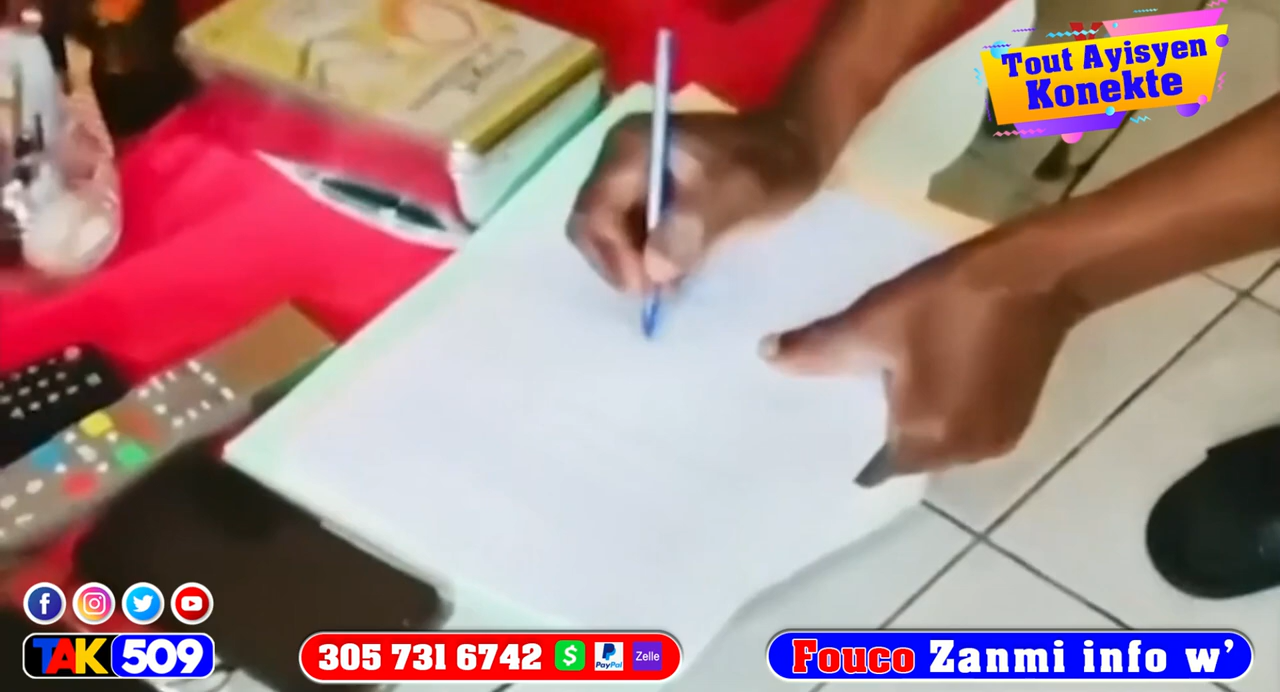 Tout Ayisyen
Konekte
TAK 509
305 731 6742 $ PayPal Zelle
Fouco Zanmi info w'